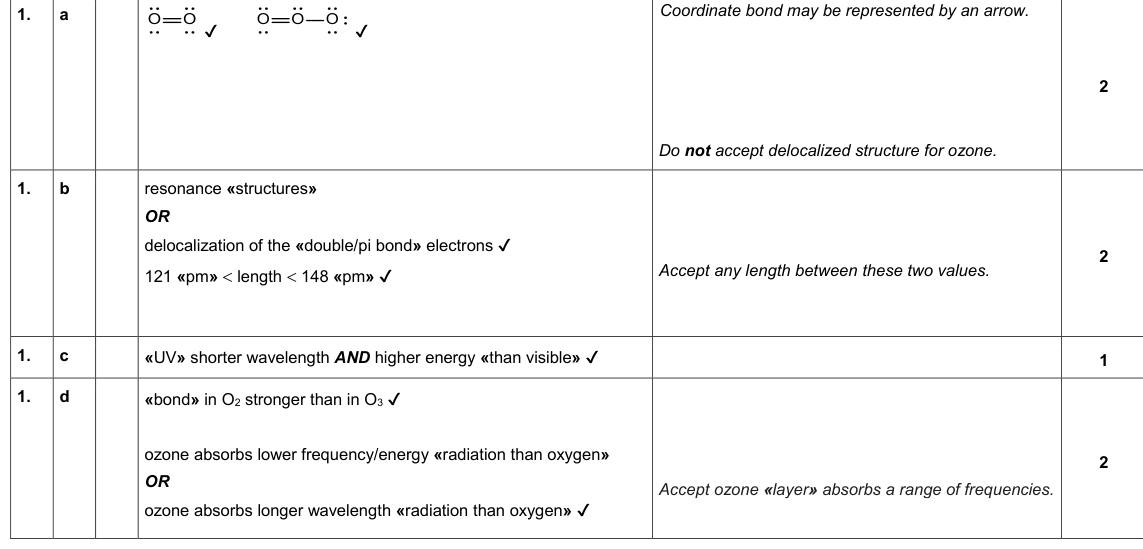 1. a Ö=Ö ✓ Ö=Ö–Ö: ✓ Coordinate bond may be represented by an arrow.
2
Do not accept delocalized structure for ozone.
1. b resonance «structures»
OR
delocalization of the «double/pi bond» electrons ✓
121 «pm» < length < 148 «pm» ✓
Accept any length between these two values.
2
1. c «UV» shorter wavelength AND higher energy «than visible» ✓ 1
1. d «bond» in O₂ stronger than in O₃ ✓
ozone absorbs lower frequency/energy «radiation than oxygen»
OR
ozone absorbs longer wavelength «radiation than oxygen» ✓
Accept ozone «layer» absorbs a range of frequencies.
2